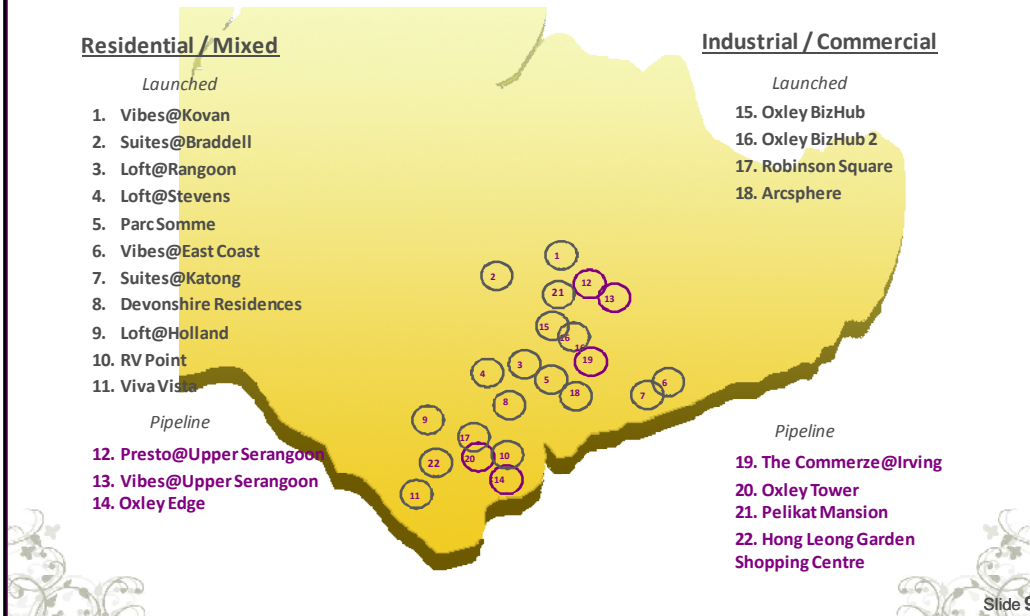 Residential / Mixed
Launched
1. Vibes@Kovan
2. Suites@Braddell
3. Loft@Rangoon
4. Loft@Stevens
5. Parc Somme
6. Vibes@East Coast
7. Suites@Katong
8. Devonshire Residences
9. Loft@Holland
10. RV Point
11. Viva Vista
Pipeline
12. Presto@Upper Serangoon
13. Vibes@Upper Serangoon
14. Oxley Edge
Industrial / Commercial
Launched
15. Oxley BizHub
16. Oxley BizHub 2
17. Robinson Square
18. Arcsphere
Pipeline
19. The Commerze@Irving
20. Oxley Tower
21. Pelikat Mansion
22. Hong Leong Garden
Shopping Centre
1
2
12
21
13
15
16
16
19
3
4
5
6
18
7
8
9
17
20
10
22
14
11
Slide 9